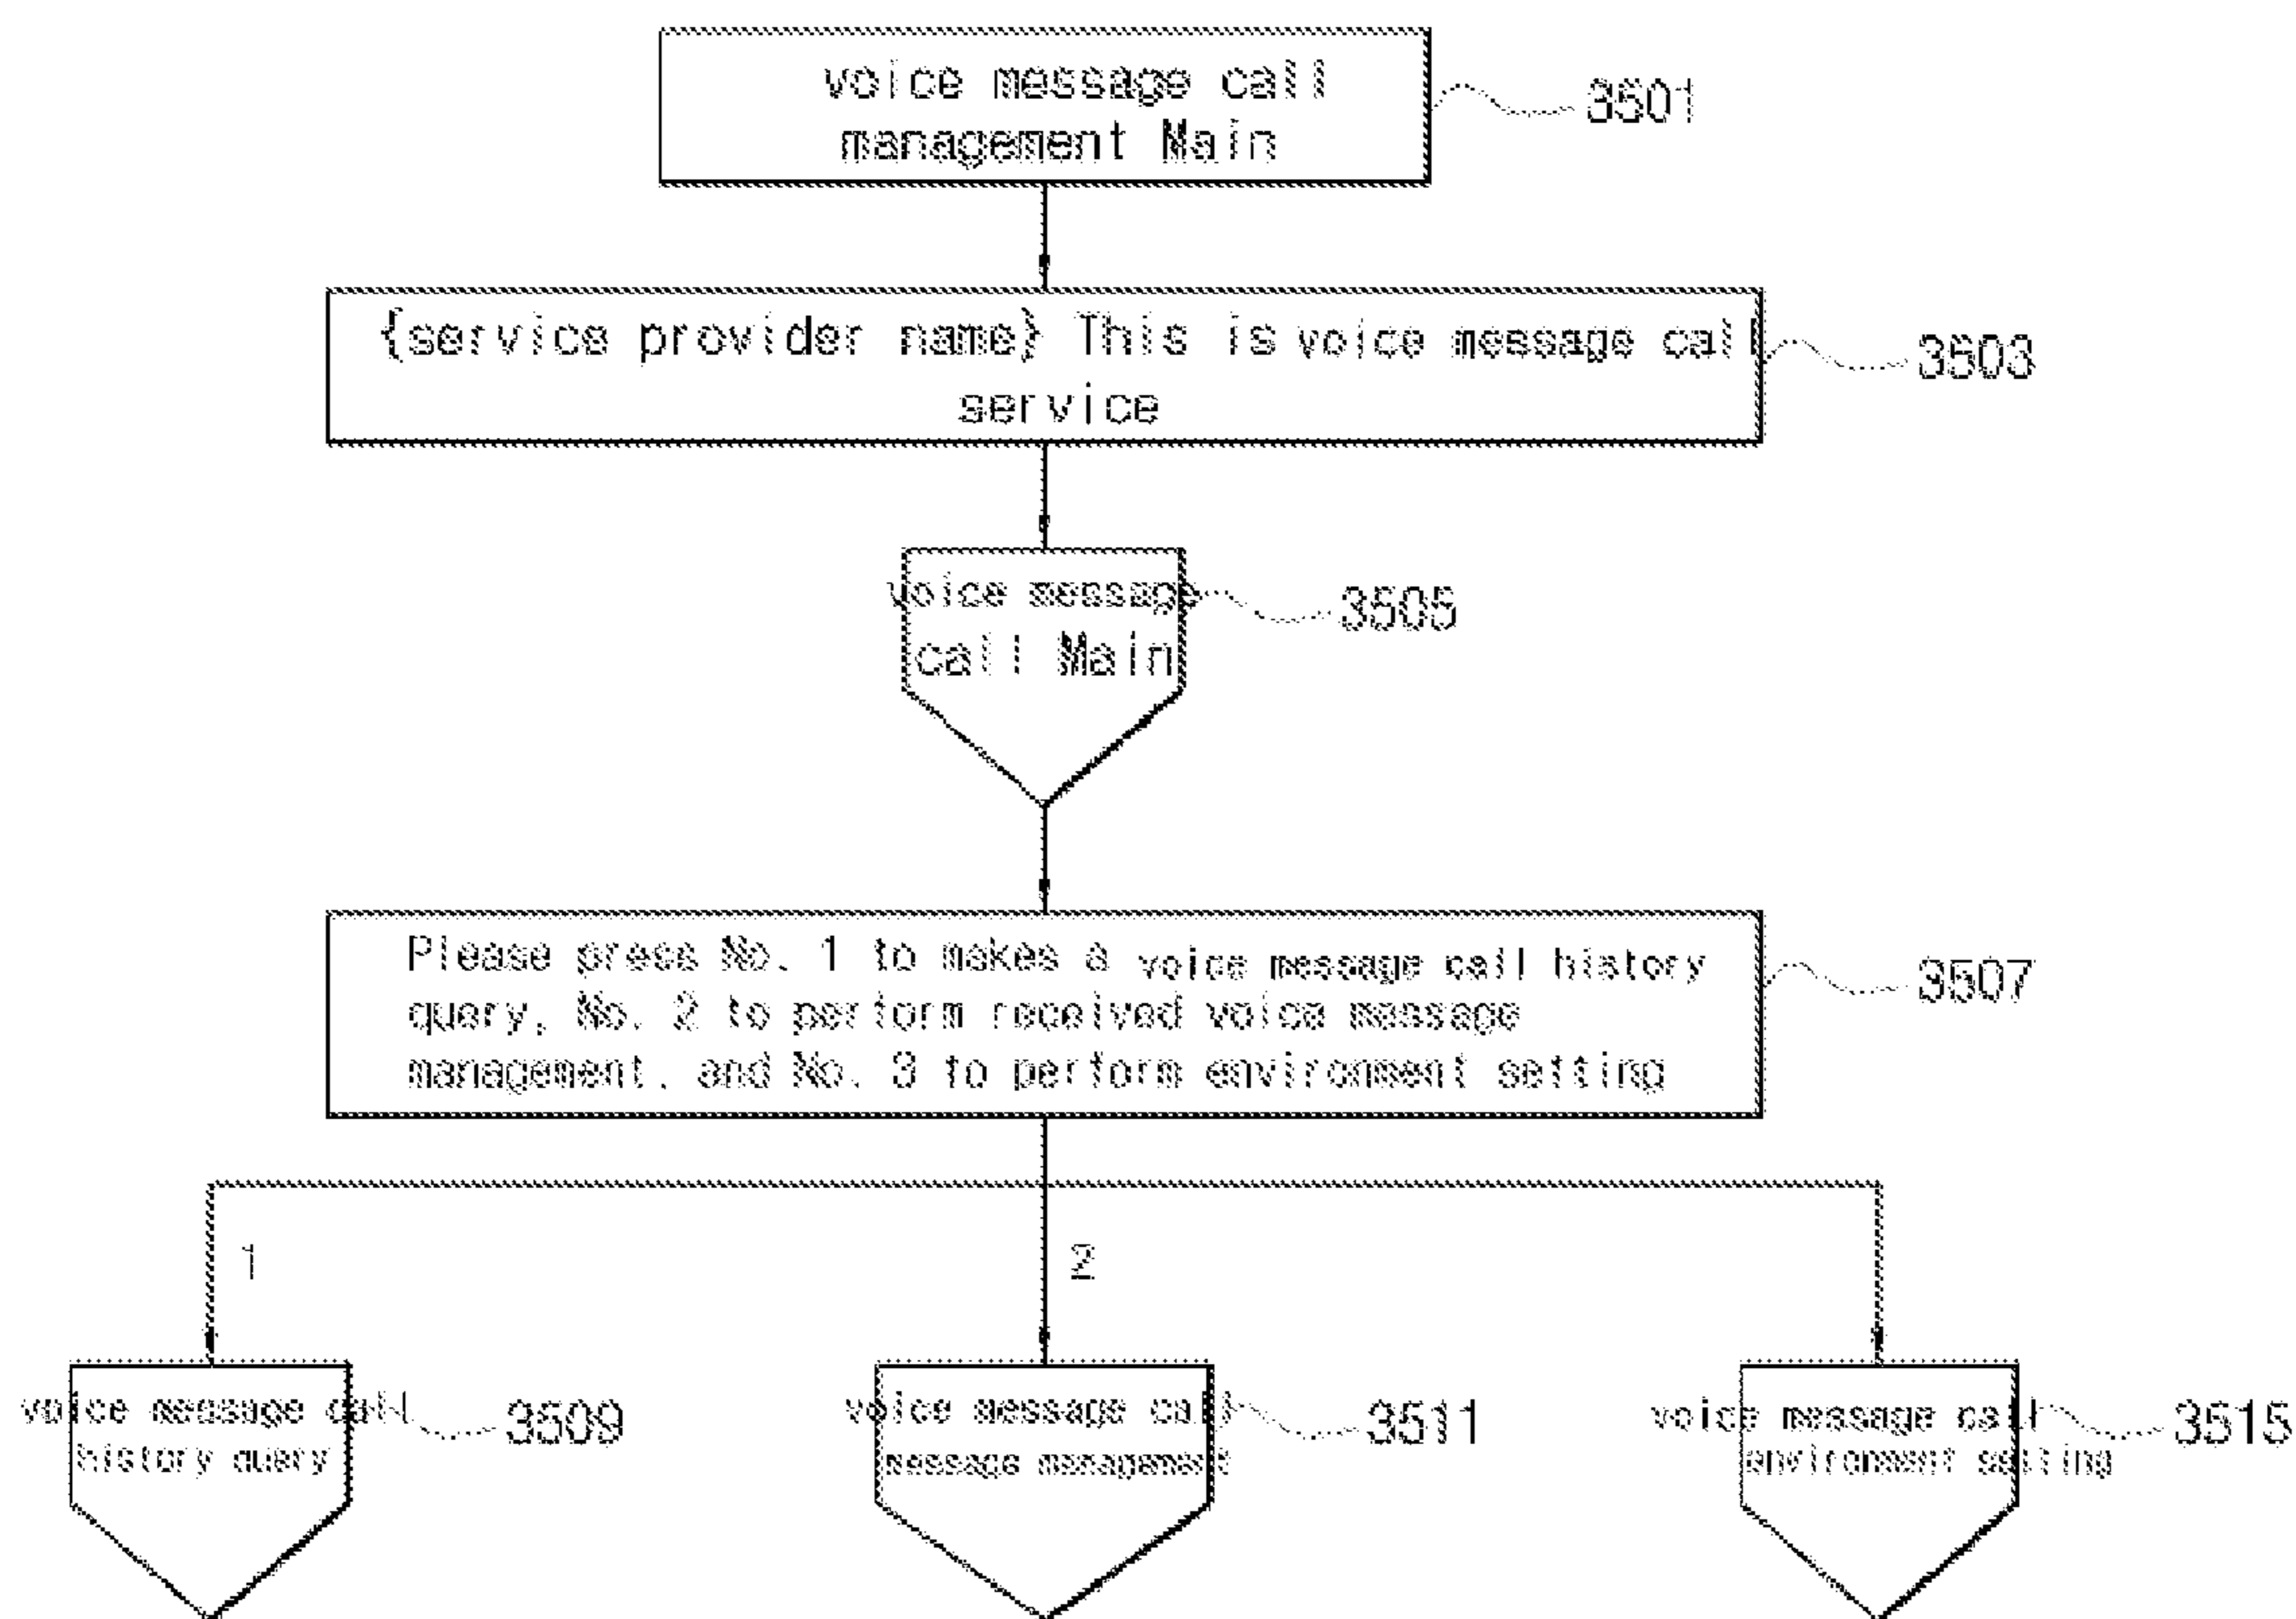 voice message call
management Main
3501
{service provider name} This is voice message call
service
3503
voice message
call Main
3505
Please press No. 1 to makes a voice message call history
query, No. 2 to perform received voice message
management, and No. 3 to perform environment setting
3507
1
2
voice message call
history query
3509
voice message call
message management
3511
voice message call
environment setting
3515